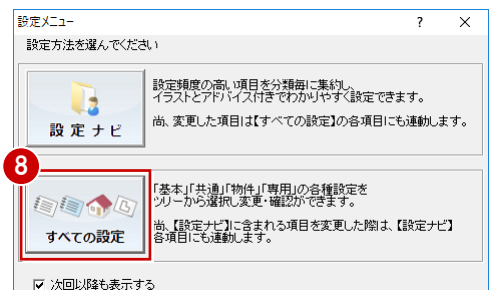 設定メニュー ? ×
設定方法を選んでください
設定ナビ
設定頻度の高い項目を分類毎に集約し、
イラストとアドバイス付きでわかりやすく設定できます。
尚、変更した項目は【すべての設定】の各項目にも連動します。
8
すべての設定
「基本」「共通」「物件」「専用」の各種設定を
ツリーから選択し変更・確認ができます。
尚、【設定ナビ】に含まれる項目を変更した際は、【設定ナビ】
各項目にも連動します。
次回以降も表示する